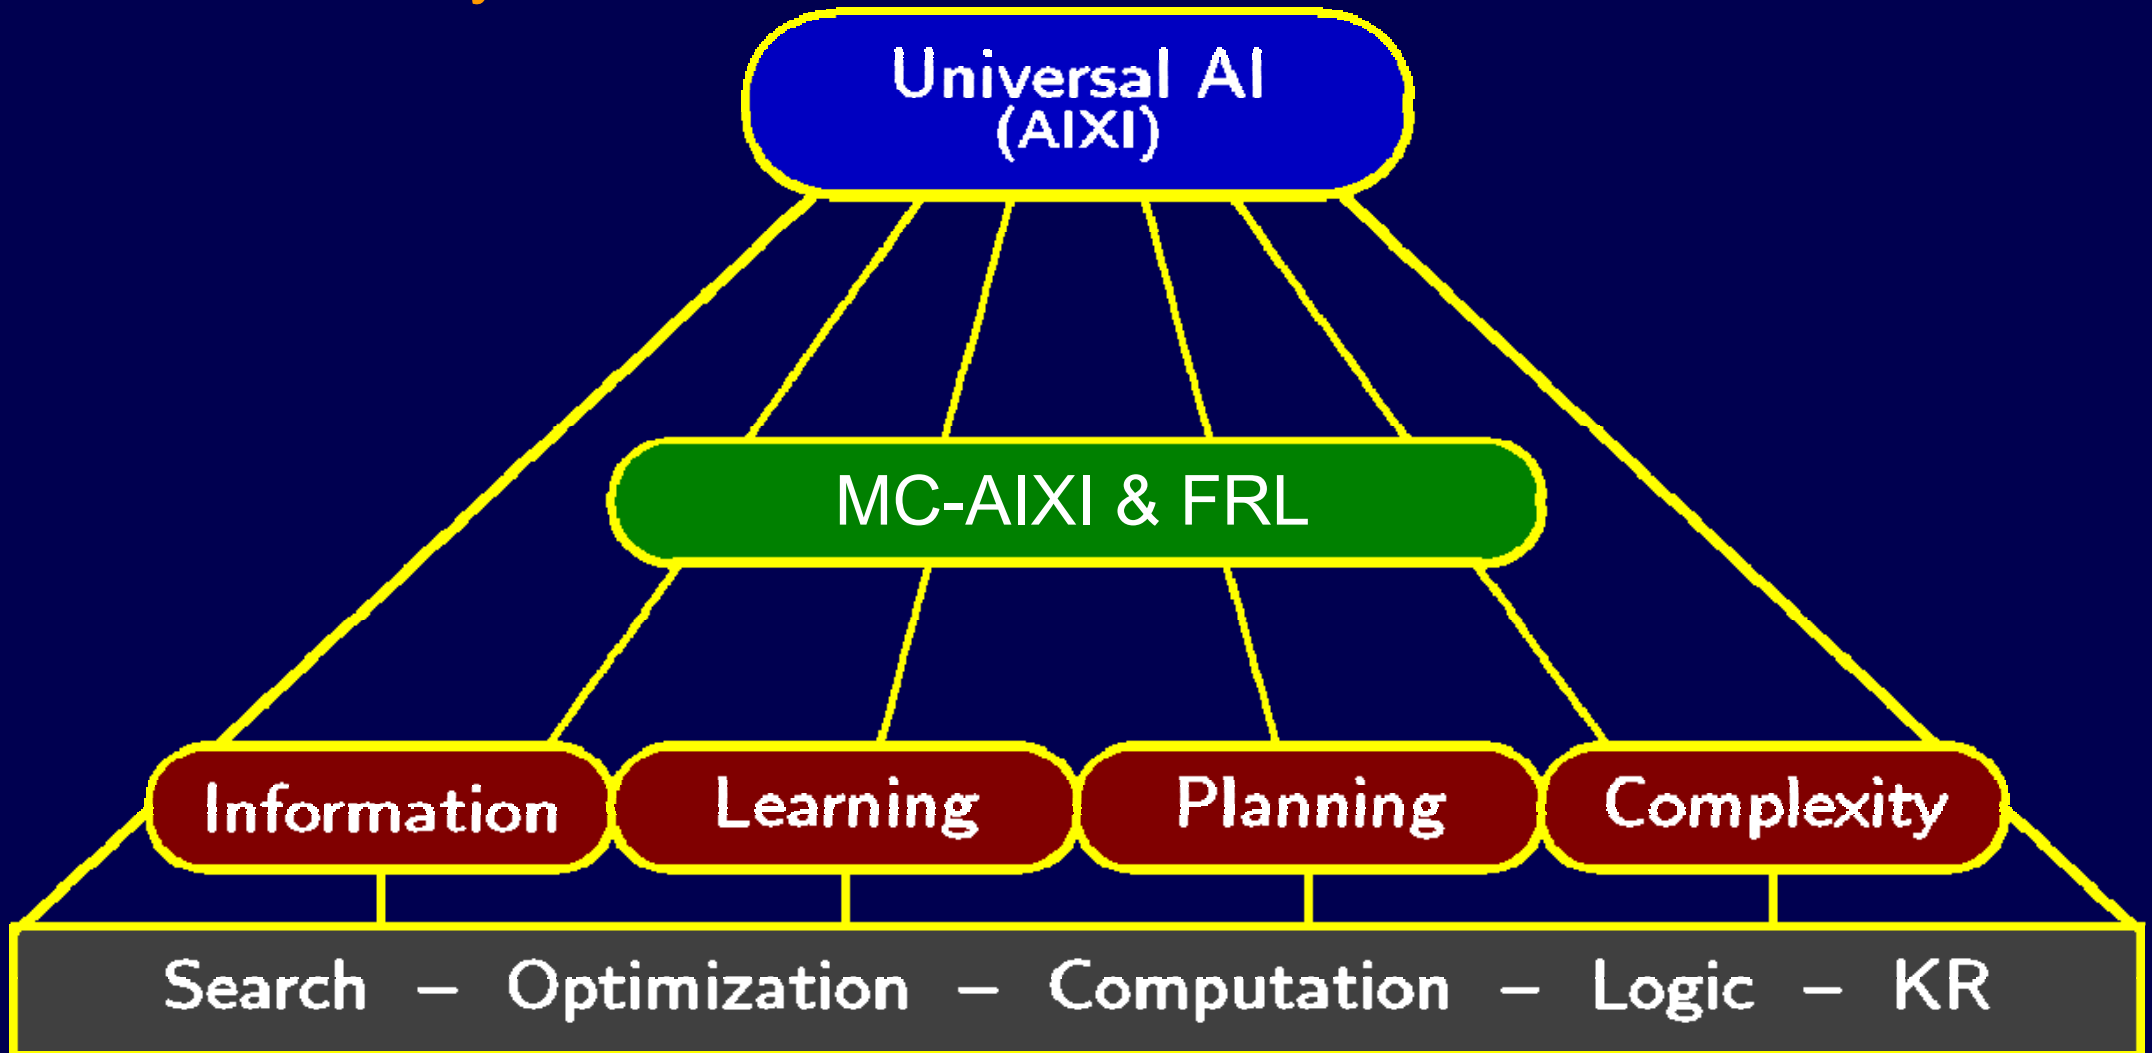 Universal AI
(AIXI)
MC-AIXI & FRL
Information Learning Planning Complexity
Search – Optimization – Computation – Logic – KR